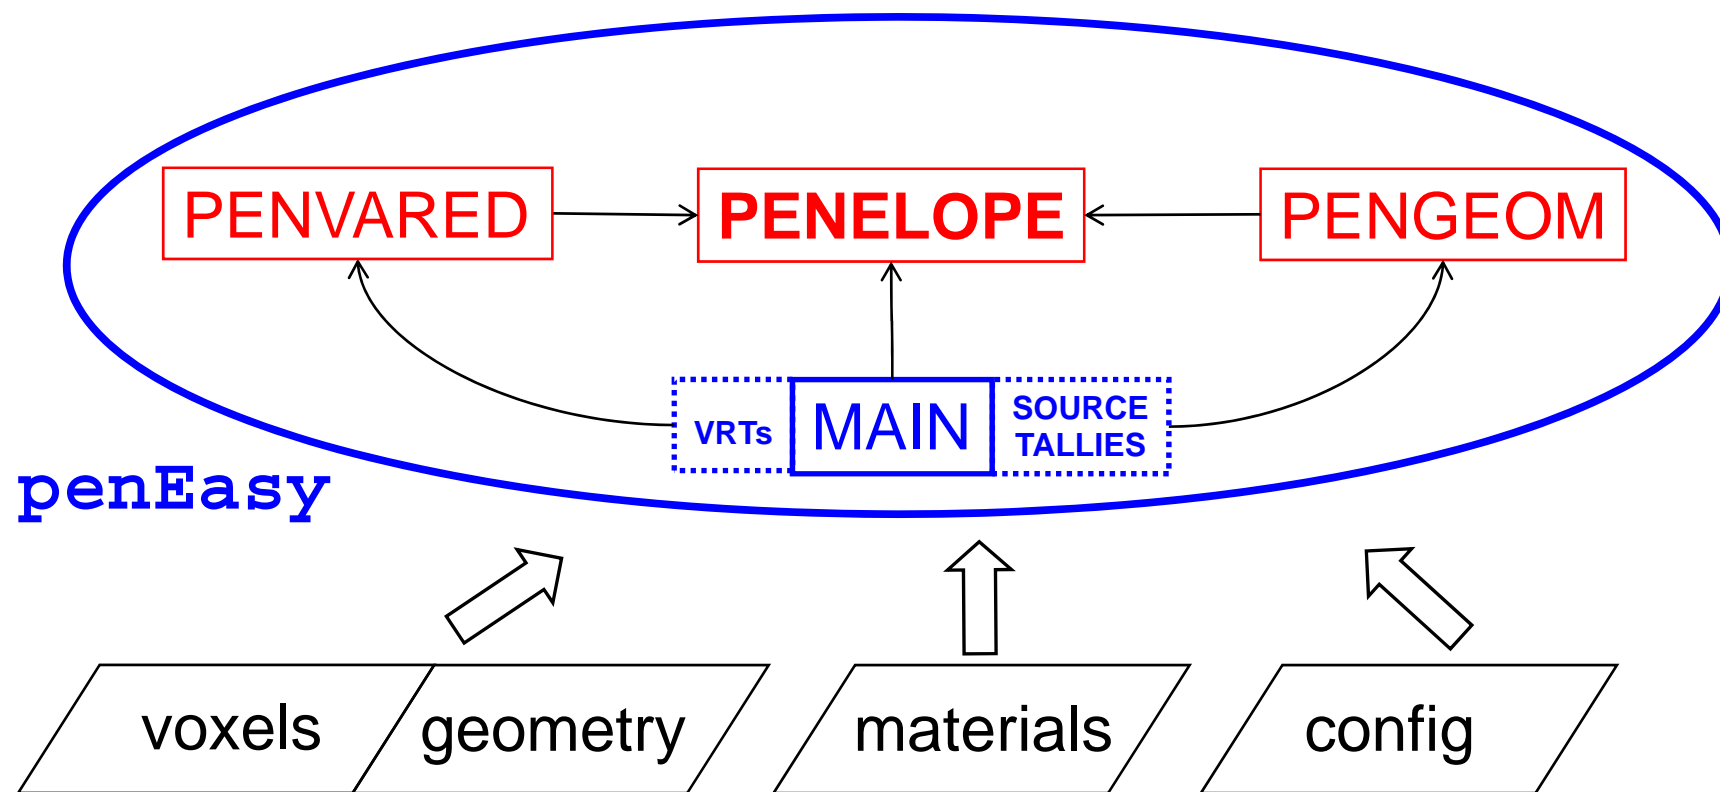 PENVARED
PENELOPE
PENGEOM
VRTs
MAIN
SOURCE
TALLIES
penEasy
voxels
geometry
materials
config